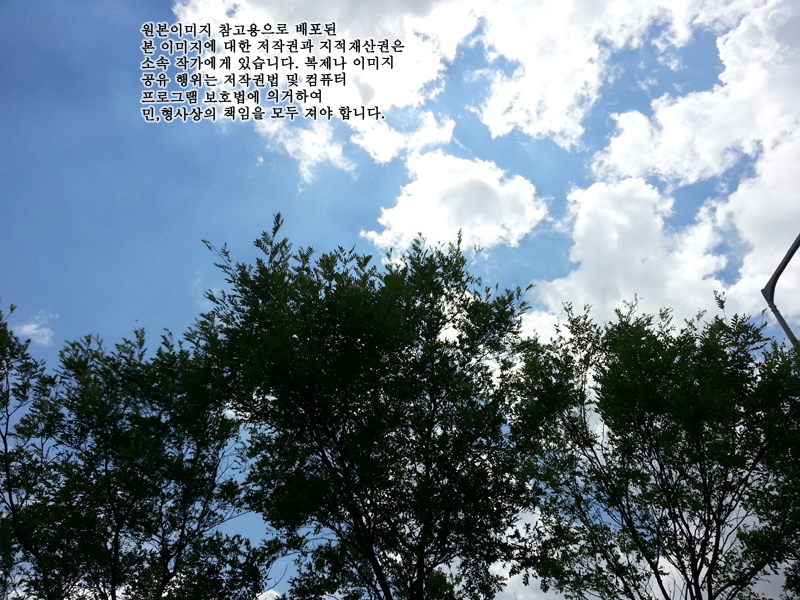 원본이미지 참고용으로 배포된
본 이미지에 대한 저작권과 지적재산권은
소속 작가에게 있습니다. 복제나 이미지
공유 행위는 저작권법 및 컴퓨터
프로그램 보호법에 의거하여
민,형사상의 책임을 모두 져야 합니다.